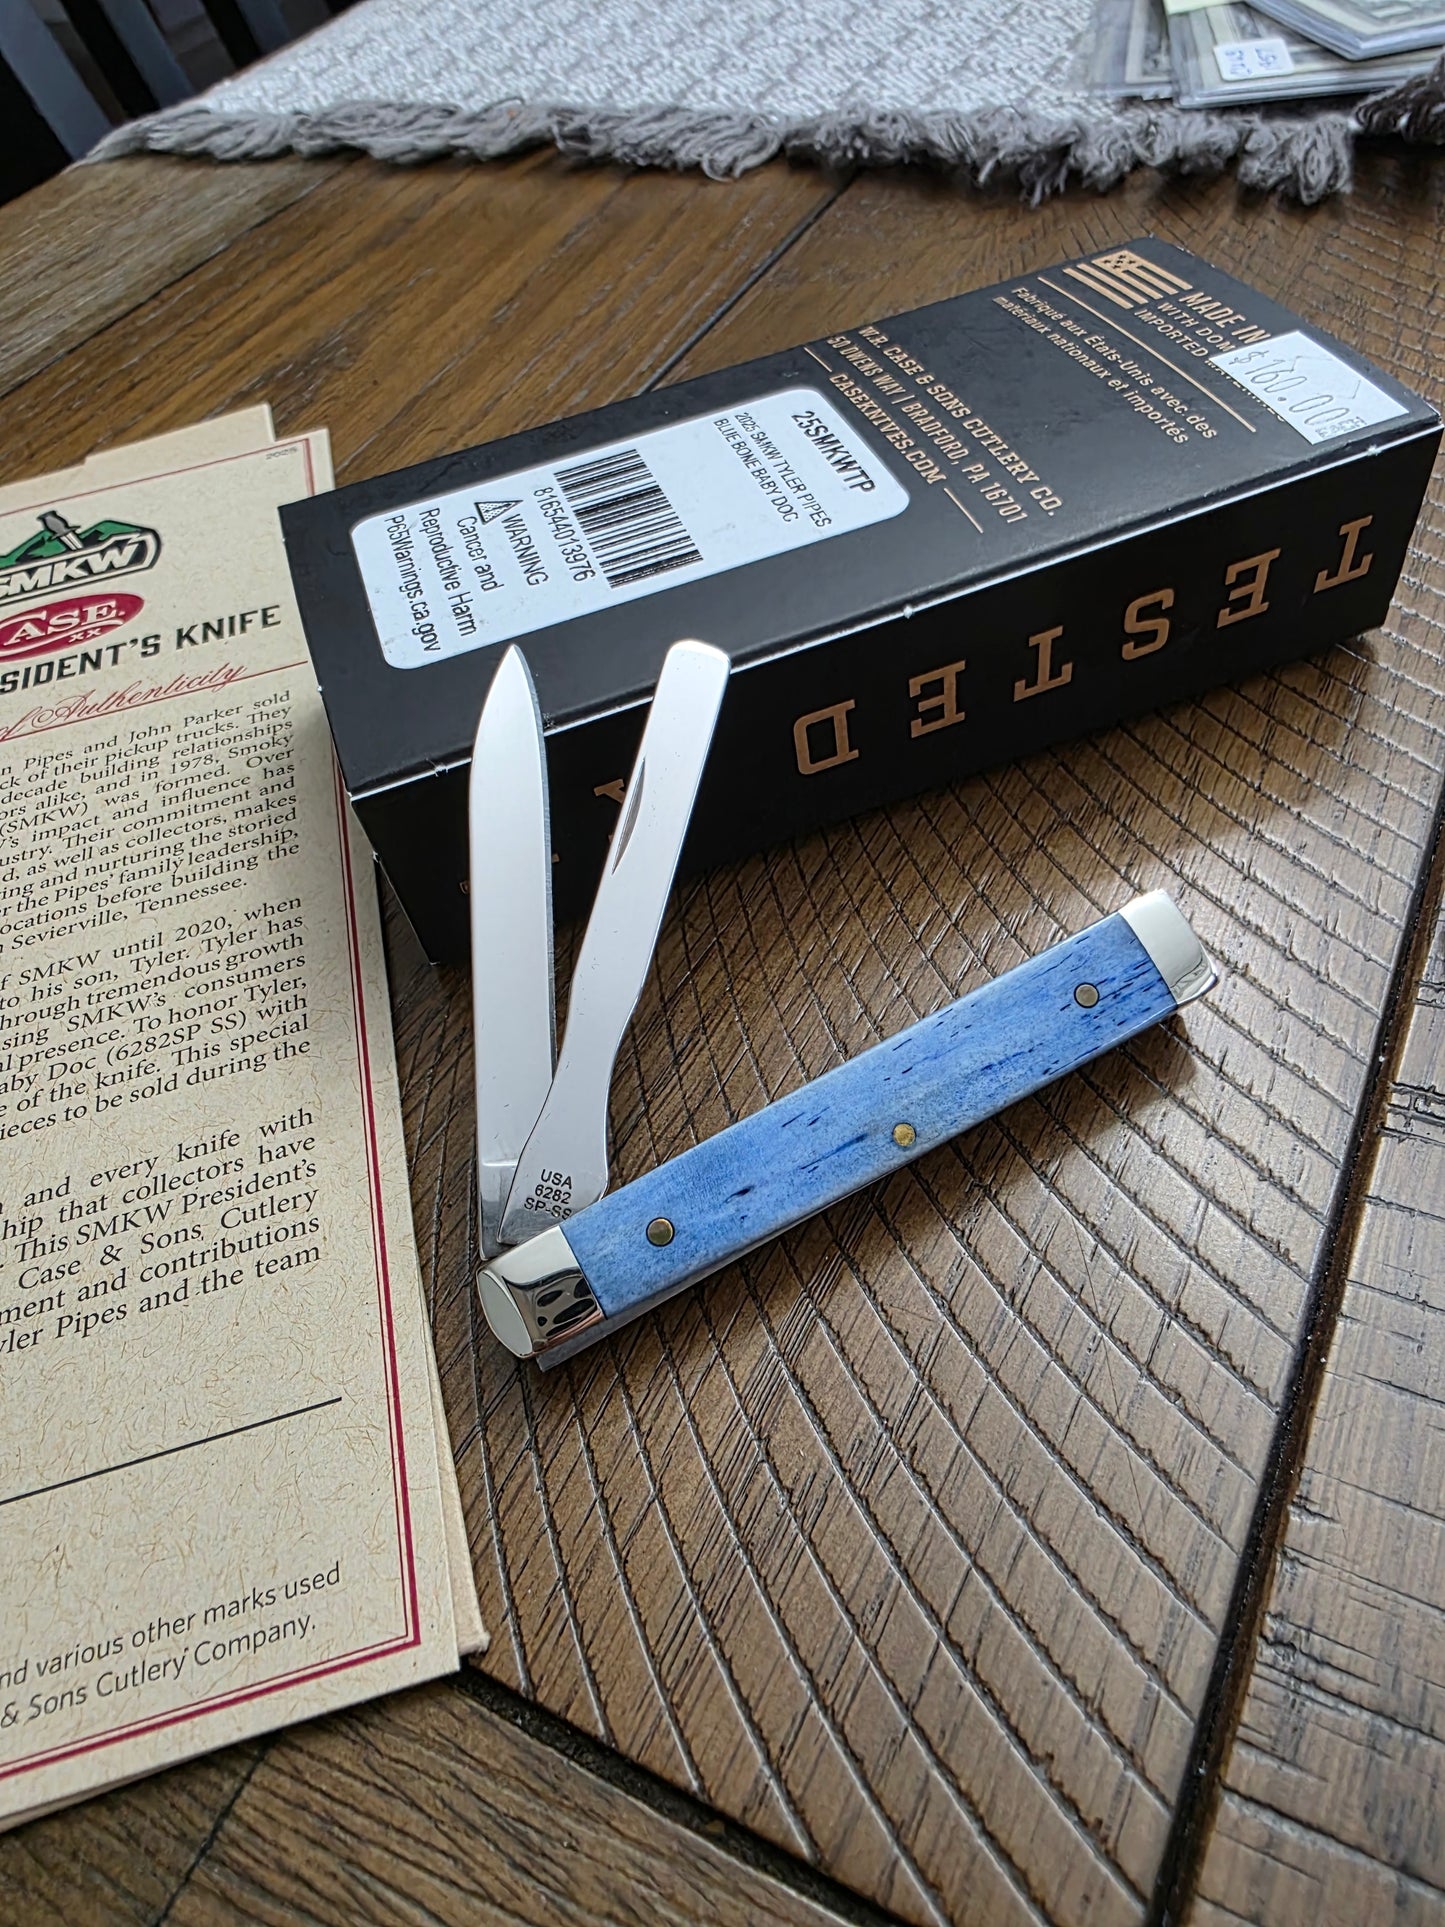 2025
SMKW
CASE
XX
SIDENT'S KNIFE
of Authenticity
n Pipes and John Parker sold
ck of their pickup trucks. They
decade building relationships
ors alike, and in 1978, Smoky
(SMKW) was formed. Over
's impact and influence has
ustry. Their commitment and
d, as well as collectors, makes
ing and nurturing the storied
r the Pipes' family leadership,
ocations before building the
n Sevierville, Tennessee.
of SMKW until 2020, when
to his son, Tyler. Tyler has
hrough tremendous growth
sing SMKW's consumers
al presence. To honor Tyler,
aby Doc (6282SP SS) with
e of the knife. This special
ieces to be sold during the
and every knife with
hip that collectors have
. This SMKW President's
Case & Sons Cutlery
ment and contributions
yler Pipes and the team
nd various other marks used
& Sons Cutlery Company.
25SMKWTP
2025 SMKW TYLER PIPES
BLUE BONE BABY DOC
816544013976
WARNING
Cancer and
Reproductive Harm
P65Warnings.ca.gov
W.R. CASE & SONS CUTLERY CO.
50 OWENS WAY | BRADFORD, PA 16701
CASEKNIVES.COM
MADE IN
WITH DOM
IMPORTED
Fabriqué aux États-Unis avec des
matériaux nationaux et importés
$160.00
TESTED
USA
6282
SP-SS